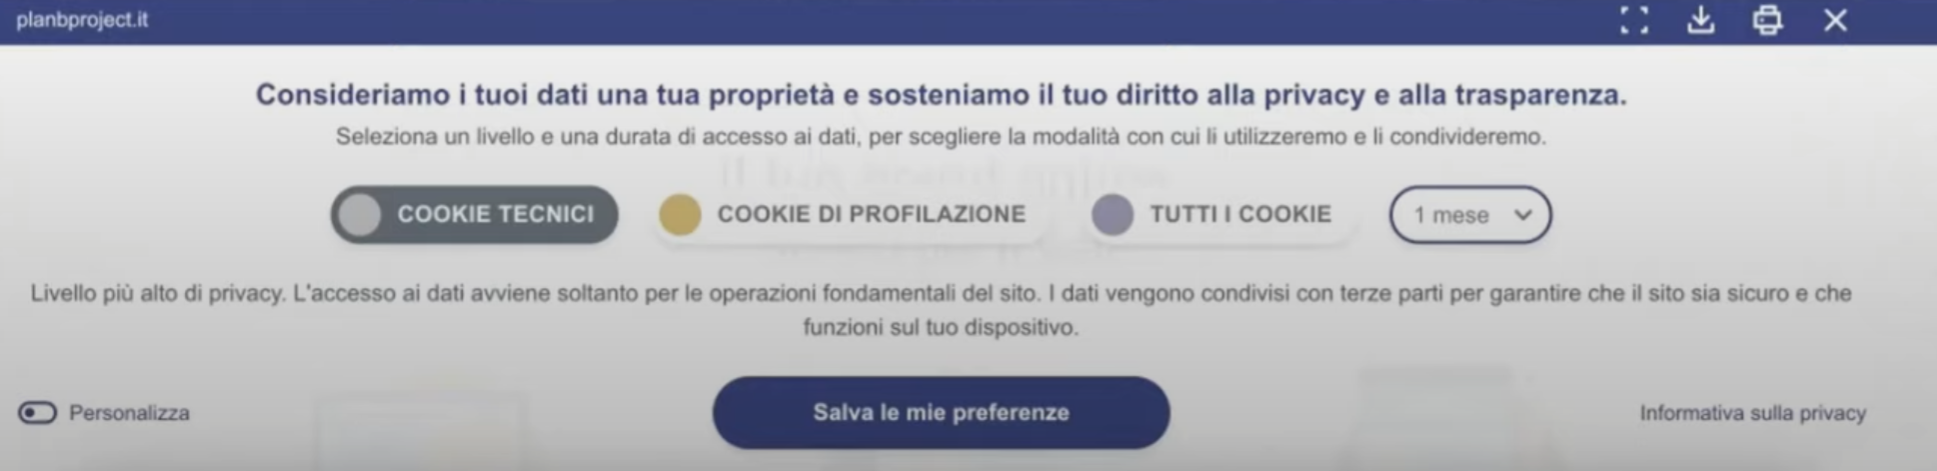 planbproject.it
Consideriamo i tuoi dati una tua proprietà e sosteniamo il tuo diritto alla privacy e alla trasparenza.
Seleziona un livello e una durata di accesso ai dati, per scegliere la modalità con cui li utilizzeremo e li condivideremo.
COOKIE TECNICI COOKIE DI PROFILAZIONE TUTTI I COOKIE 1 mese
Livello più alto di privacy. L'accesso ai dati avviene soltanto per le operazioni fondamentali del sito. I dati vengono condivisi con terze parti per garantire che il sito sia sicuro e che
funzioni sul tuo dispositivo.
Personalizza Salva le mie preferenze Informativa sulla privacy